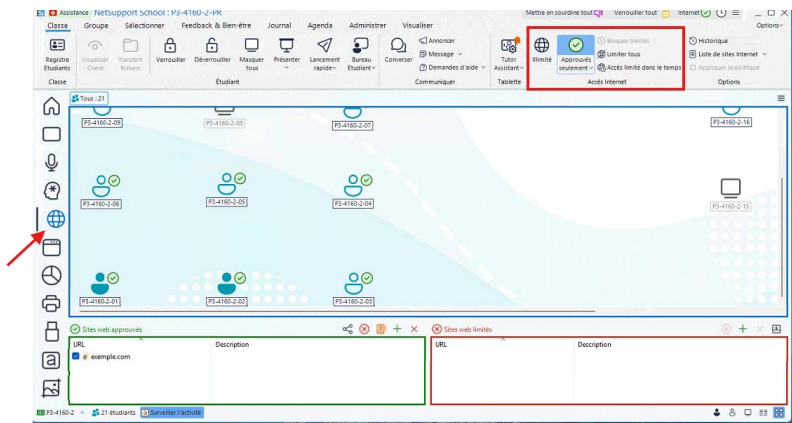 Assistance NetSupport School : P3-4160-2-PR Mettre en sourdine tout Verrouiller tout Internet
Classe Groupe Sélectionner Feedback & Bien-être Journal Agenda Administrer Visualiser Options
Registre Etudiants
Visualiser Client
Transfert fichiers
Verrouiller
Déverrouiller
Masquer tous
Présenter
Lancement rapide
Bureau Étudiant
Converser
Annoncer
Message
Demandes d'aide
Tutor Assistant
Illimité
Approuvés seulement
Bloquer limités
Limiter tous
Accès limité dans le temps
Historique
Liste de sites Internet
Appliquer la politique
Classe Étudiant Communiquer Tablette Accès Internet Options
Tous : 21
P3-4160-2-09 P3-4160-2-08 P3-4160-2-07 P3-4160-2-16
P3-4160-2-06 P3-4160-2-05 P3-4160-2-04 P3-4160-2-15
P3-4160-2-01 P3-4160-2-02 P3-4160-2-03
Sites web approuvés Sites web limités
URL Description URL Description
exemple.com
P3-4160-2 21 étudiants Surveiller l'activité